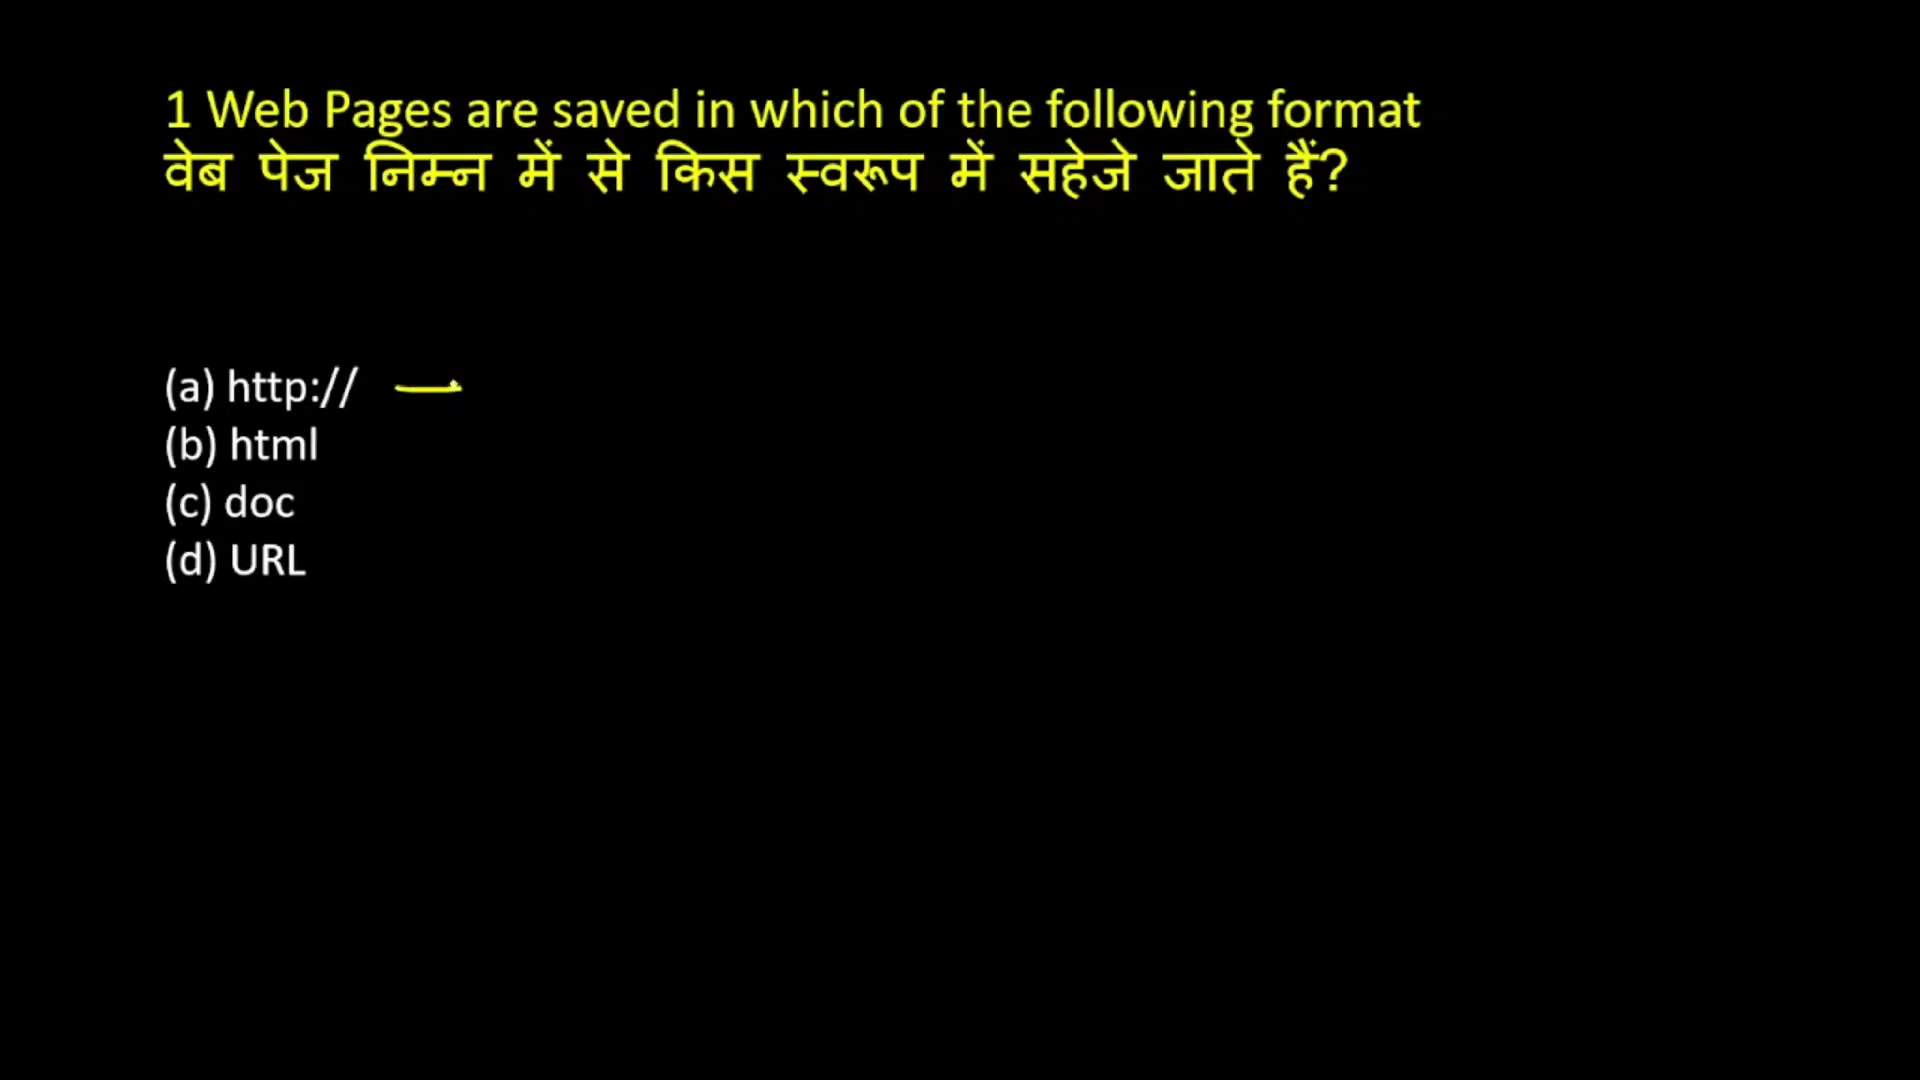 1 Web Pages are saved in which of the following format
वेब पेज निम्न में से किस स्वरूप में सहेजे जाते हैं?
(a) http://
(b) html
(c) doc
(d) URL